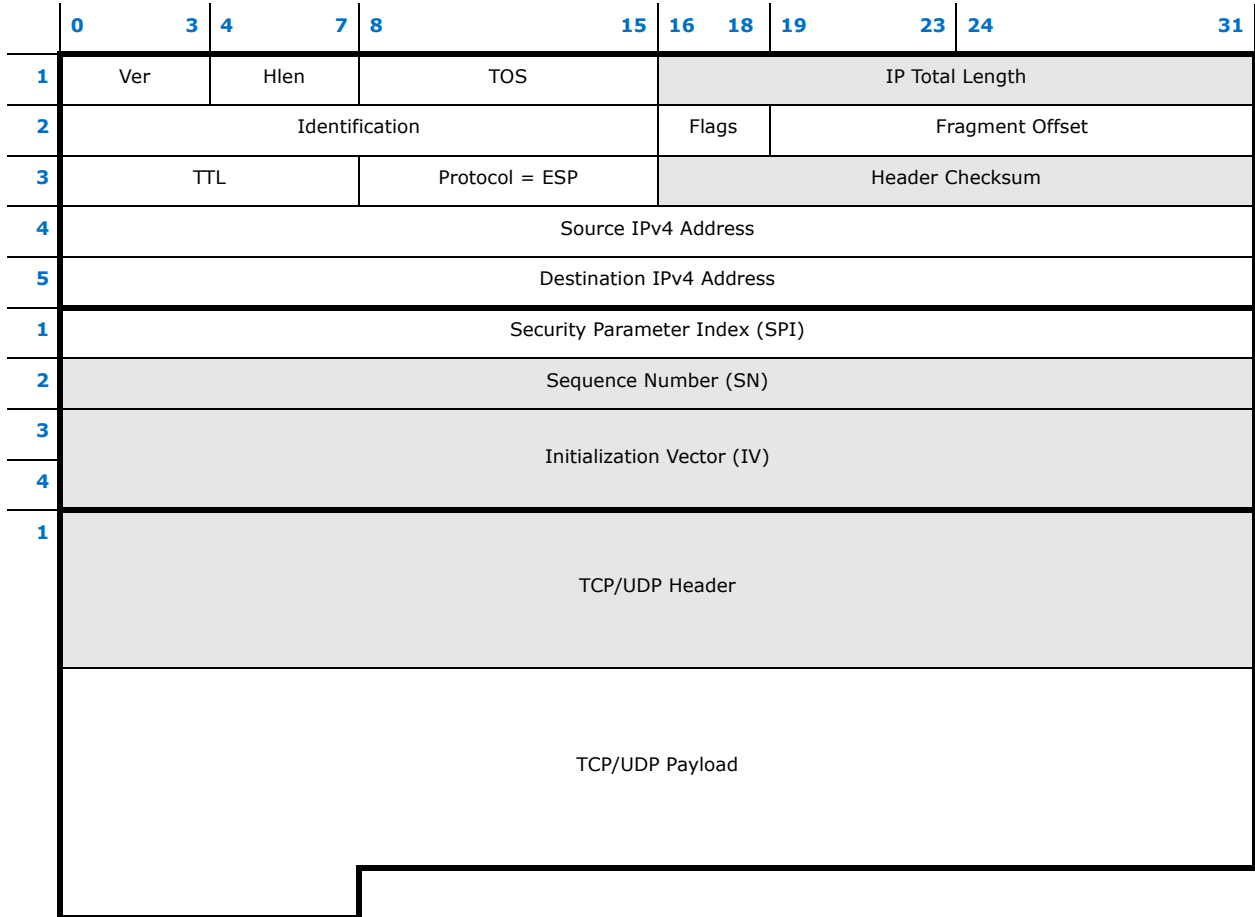 0 3 4 7 8 15 16 18 19 23 24 31
1 Ver Hlen TOS IP Total Length
2 Identification Flags Fragment Offset
3 TTL Protocol = ESP Header Checksum
4 Source IPv4 Address
5 Destination IPv4 Address
1 Security Parameter Index (SPI)
2 Sequence Number (SN)
3
Initialization Vector (IV)
4
1
TCP/UDP Header
TCP/UDP Payload